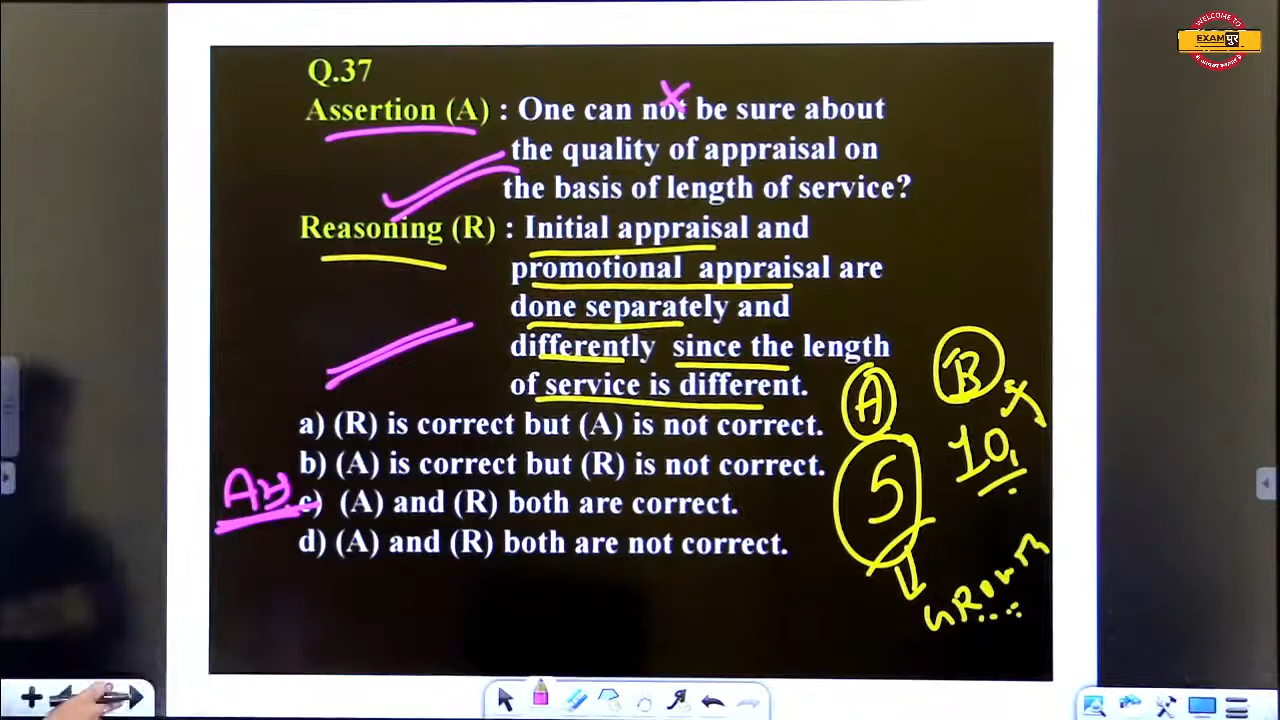 WELCOME TO
EXAMपुर
Q.37
Assertion (A) : One can not be sure about
the quality of appraisal on
the basis of length of service?
Reasoning (R) : Initial appraisal and
promotional appraisal are
done separately and
differently since the length
of service is different.
a) (R) is correct but (A) is not correct.
b) (A) is correct but (R) is not correct.
c) (A) and (R) both are correct.
d) (A) and (R) both are not correct.
A
B
5
10